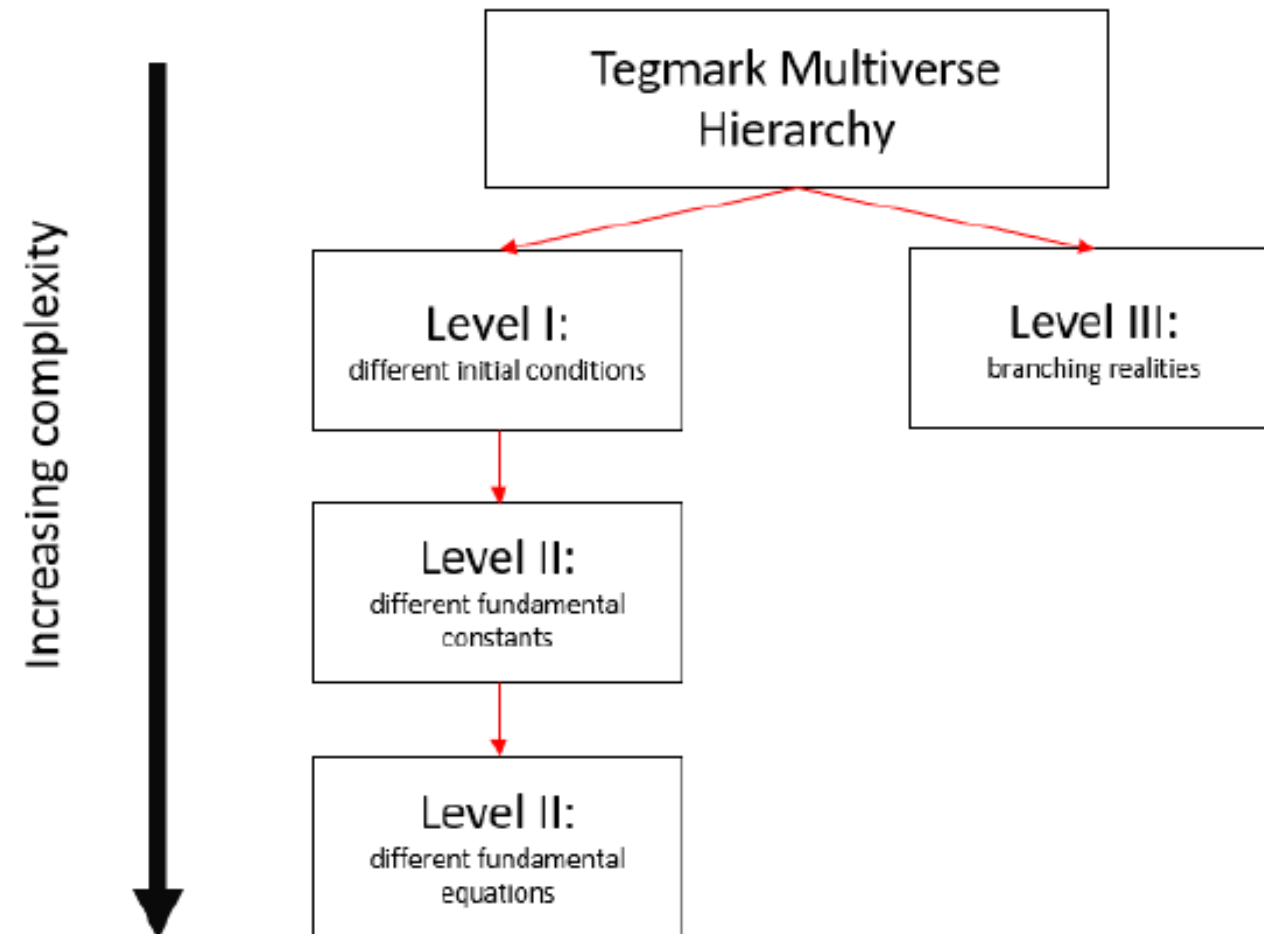 Tegmark Multiverse
Hierarchy
Increasing complexity
Level I:
different initial conditions
Level III:
branching realities
Level II:
different fundamental
constants
Level II:
different fundamental
equations